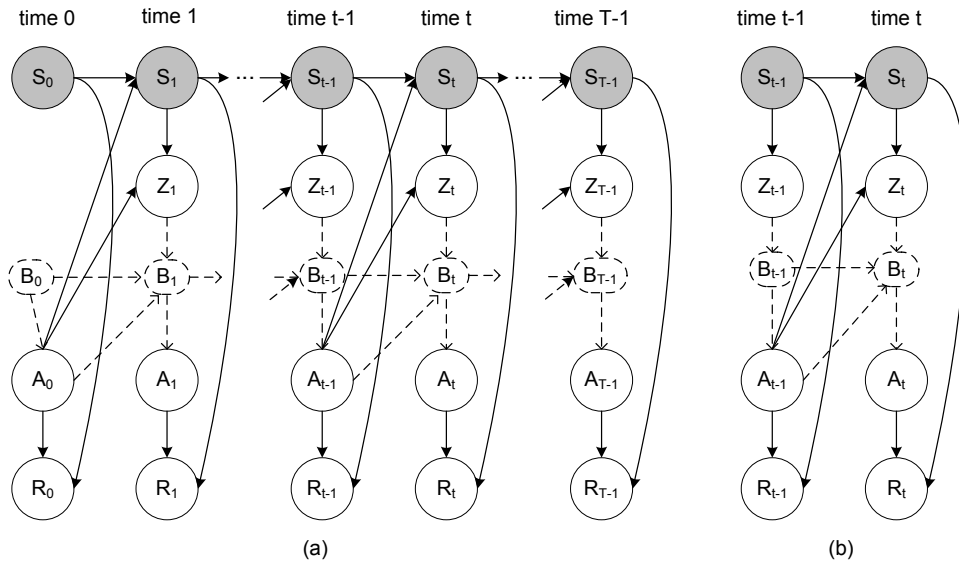 time 0 time 1 time t-1 time t time T-1 time t-1 time t
S0 S1 ... St-1 St ... ST-1 St-1 St
Z1 Zt-1 Zt ZT-1 Zt-1 Zt
B0 B1 Bt-1 Bt BT-1 Bt-1 Bt
A0 A1 At-1 At AT-1 At-1 At
R0 R1 Rt-1 Rt RT-1 Rt-1 Rt
(a) (b)